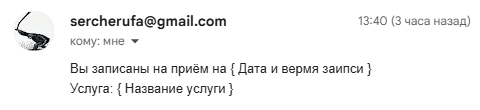 sercherufa@gmail.com 13:40 (3 часа назад)
кому: мне
Вы записаны на приём на { Дата и вермя заипси }
Услуга: { Название услуги }